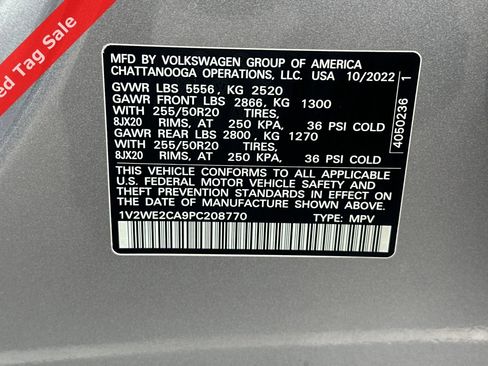 ed Tag Sale
MFD BY VOLKSWAGEN GROUP OF AMERICA
CHATTANOOGA OPERATIONS, LLC. USA 10/2022
GVWR LBS 5556, KG 2520
GAWR FRONT LBS 2866, KG 1300
WITH 255/50R20 TIRES,
8JX20 RIMS, AT 250 KPA, 36 PSI COLD
GAWR REAR LBS 2800, KG 1270
WITH 255/50R20 TIRES,
8JX20 RIMS, AT 250 KPA, 36 PSI COLD
THIS VEHICLE CONFORMS TO ALL APPLICABLE
U.S. FEDERAL MOTOR VEHICLE SAFETY AND
THEFT PREVENTION STANDARDS IN EFFECT ON
THE DATE OF MANUFACTURE SHOWN ABOVE.
1V2WE2CA9PC208770 TYPE: MPV
4050236 1